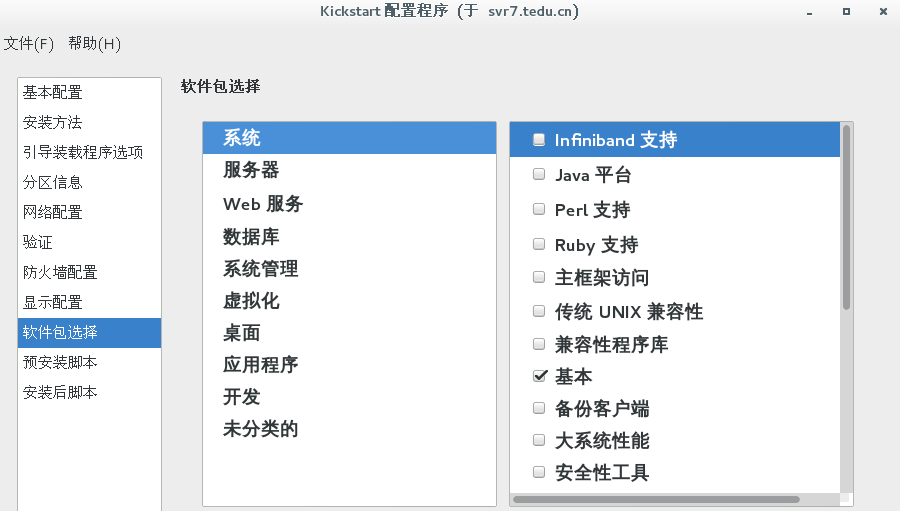 Kickstart 配置程序 (于 svr7.tedu.cn)
文件(F) 帮助(H)
基本配置
安装方法
引导装载程序选项
分区信息
网络配置
验证
防火墙配置
显示配置
软件包选择
预安装脚本
安装后脚本
软件包选择
系统
服务器
Web 服务
数据库
系统管理
虚拟化
桌面
应用程序
开发
未分类的
Infiniband 支持
Java 平台
Perl 支持
Ruby 支持
主框架访问
传统 UNIX 兼容性
兼容性程序库
基本
备份客户端
大系统性能
安全性工具